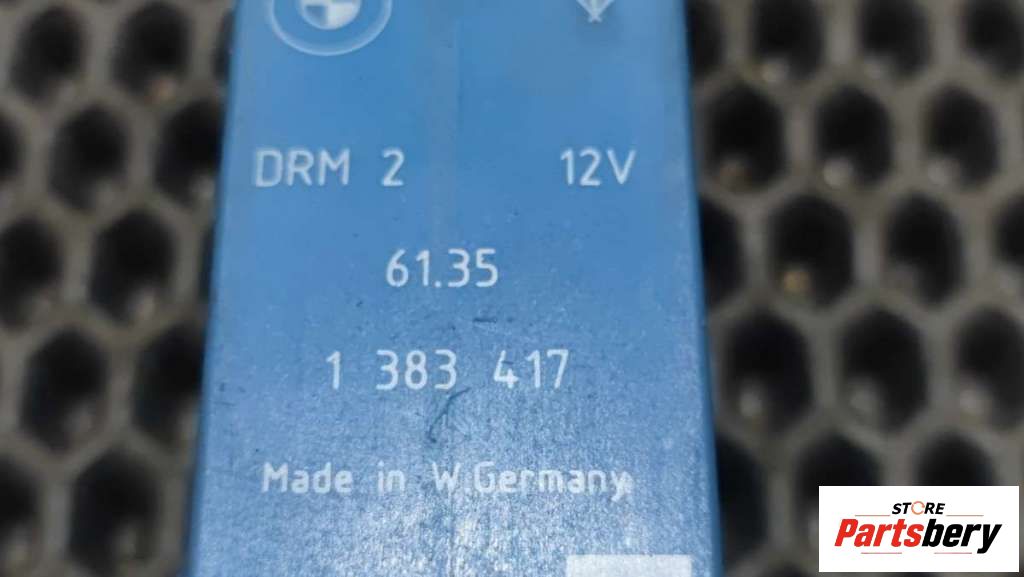 DRM 2 12V
61.35
1 383 417
Made in W.Germany
STORE
Partsbery